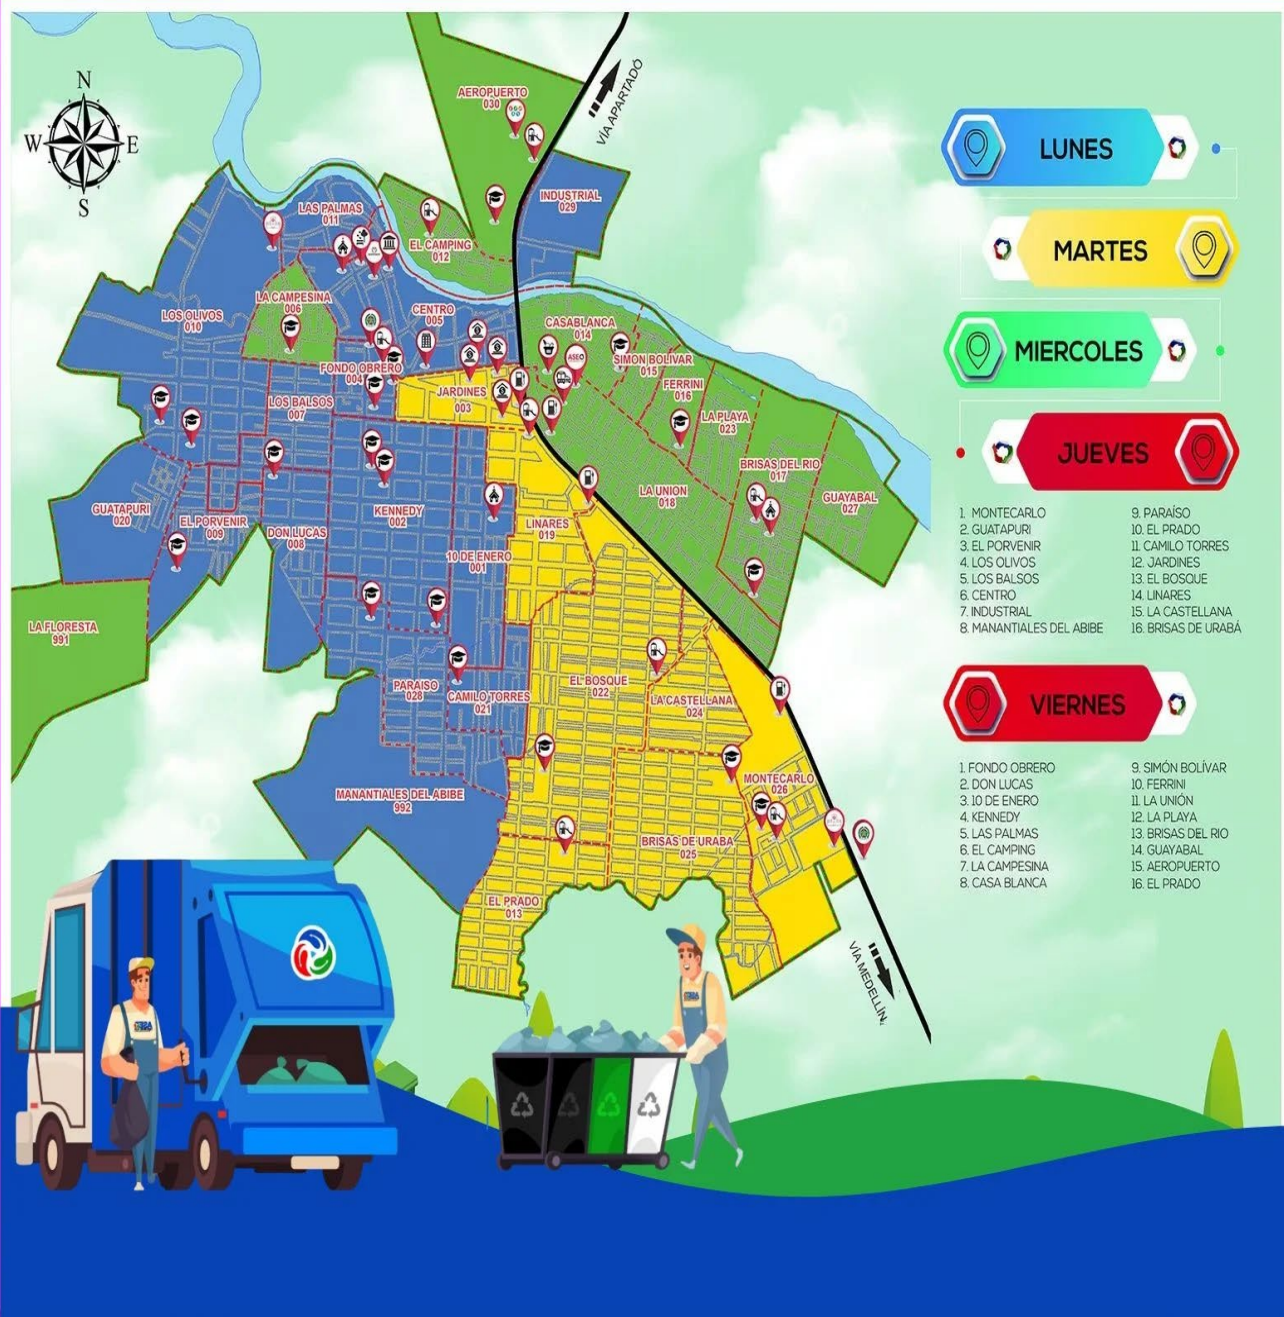 N
W
E
S
AEROPUERTO
030
VÍA APARTADÓ
INDUSTRIAL
029
LAS PALMAS
011
EL CAMPING
012
LA CAMPESINA
006
LOS OLIVOS
010
CENTRO
005
CASABLANCA
014
SIMON BOLIVAR
015
FONDO OBRERO
004
JARDINES
003
FERRINI
016
LOS BALSOS
007
LA PLAYA
023
BRISAS DEL RIO
017
LA UNION
018
GUAYABAL
027
GUATAPURI
020
EL PORVENIR
009
DON LUCAS
008
KENNEDY
002
LINARES
019
10 DE ENERO
001
LA FLORESTA
991
PARAISO
028
CAMILO TORRES
021
EL BOSQUE
022
LA CASTELLANA
024
MONTECARLO
026
MANANTIALES DEL ABIBE
992
BRISAS DE URABA
025
EL PRADO
013
VÍA MEDELLÍN
ASEO
LUNES
MARTES
MIERCOLES
JUEVES
1. MONTECARLO
2. GUATAPURI
3. EL PORVENIR
4. LOS OLIVOS
5. LOS BALSOS
6. CENTRO
7. INDUSTRIAL
8. MANANTIALES DEL ABIBE
9. PARAÍSO
10. EL PRADO
11. CAMILO TORRES
12. JARDINES
13. EL BOSQUE
14. LINARES
15. LA CASTELLANA
16. BRISAS DE URABÁ
VIERNES
1. FONDO OBRERO
2. DON LUCAS
3. 10 DE ENERO
4. KENNEDY
5. LAS PALMAS
6. EL CAMPING
7. LA CAMPESINA
8. CASA BLANCA
9. SIMÓN BOLÍVAR
10. FERRINI
11. LA UNIÓN
12. LA PLAYA
13. BRISAS DEL RIO
14. GUAYABAL
15. AEROPUERTO
16. EL PRADO